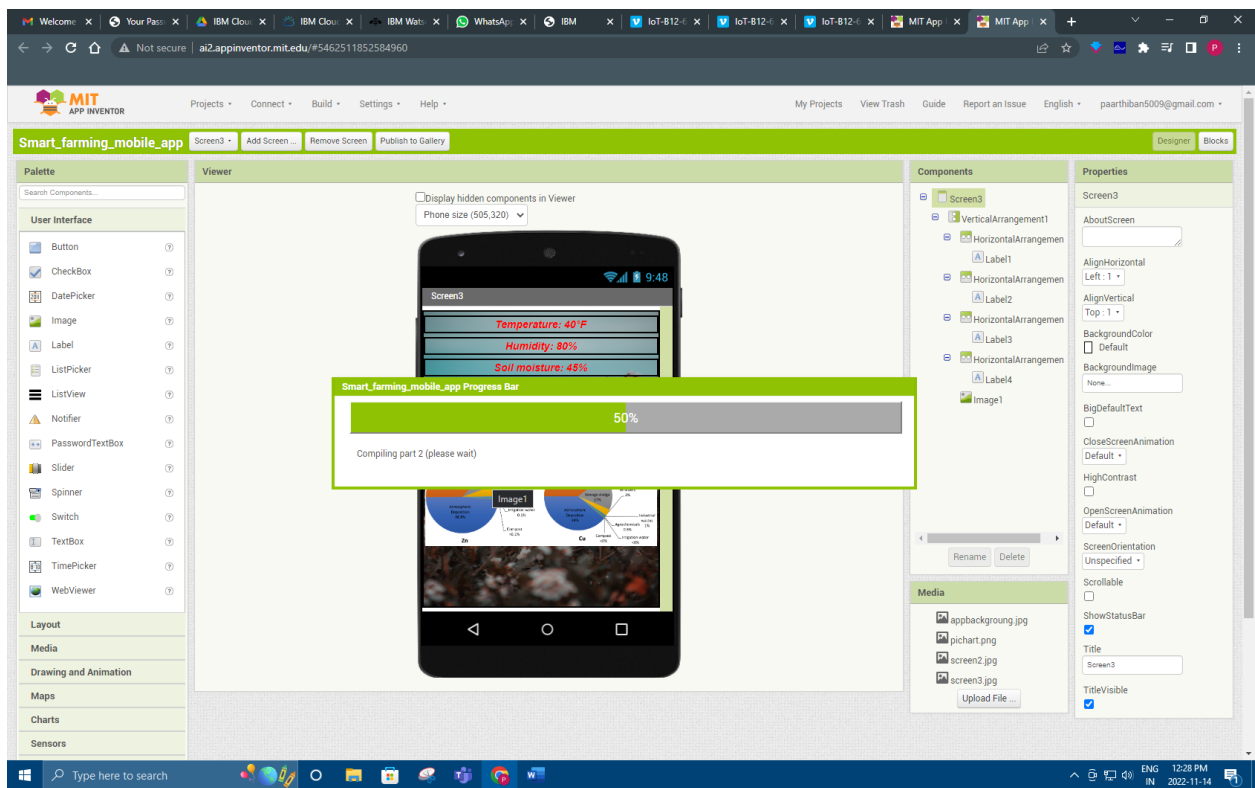 Welcome
Your Pass
IBM Clou
IBM Clou
IBM Wats
WhatsAp
IBM
IoT-B12-6
IoT-B12-6
IoT-B12-6
MIT App I
MIT App
Not secure
ai2.appinventor.mit.edu/#5462511852584960
P
MIT
APP INVENTOR
Projects
Connect
Build
Settings
Help
My Projects
View Trash
Guide
Report an Issue
English
paarthiban5009@gmail.com
Smart_farming_mobile_app
Screen3
Add Screen ...
Remove Screen
Publish to Gallery
Designer
Blocks
Palette
Search Components...
User Interface
Button
CheckBox
DatePicker
Image
Label
ListPicker
ListView
Notifier
PasswordTextBox
Slider
Spinner
Switch
TextBox
TimePicker
WebViewer
Layout
Media
Drawing and Animation
Maps
Charts
Sensors
Viewer
Display hidden components in Viewer
Phone size (505,320)
9:48
Screen3
Temperature: 40°F
Humidity: 80%
Soil moisture: 45%
Smart_farming_mobile_app Progress Bar
50%
Compiling part 2 (please wait)
Image1
Zn
Cu
Components
Screen3
VerticalArrangement1
HorizontalArrangemen
Label1
HorizontalArrangemen
Label2
HorizontalArrangemen
Label3
HorizontalArrangemen
Label4
Image1
Rename
Delete
Media
appbackgroung.jpg
pichart.png
screen2.jpg
screen3.jpg
Upload File ...
Properties
Screen3
AboutScreen
AlignHorizontal
Left : 1
AlignVertical
Top : 1
BackgroundColor
Default
BackgroundImage
None...
BigDefaultText
CloseScreenAnimation
Default
HighContrast
OpenScreenAnimation
Default
ScreenOrientation
Unspecified
Scrollable
ShowStatusBar
Title
Screen3
TitleVisible
Type here to search
ENG
IN
12:28 PM
2022-11-14